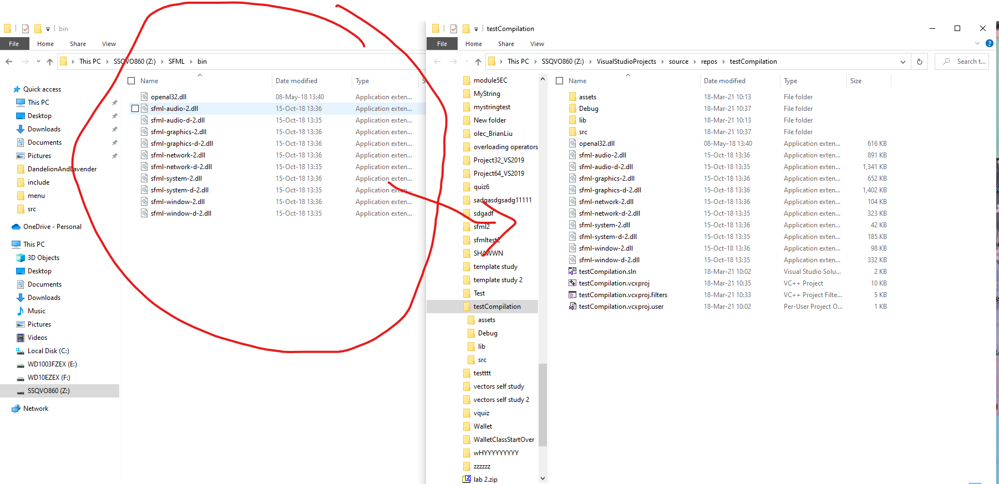 bin
File Home Share View
This PC SSQVO860 (Z:) SFML bin
Name Date modified Type S
Quick access
This PC
Desktop
Downloads
Documents
Pictures
DandelionAndLavender
include
menu
src
OneDrive - Personal
This PC
3D Objects
Desktop
Documents
Downloads
Music
Pictures
Videos
Local Disk (C:)
WD1003FZEX (E:)
WD10EZEX (F:)
SSQVO860 (Z:)
Network
openal32.dll 08-May-18 13:40 Application exten...
sfml-audio-2.dll 15-Oct-18 13:36 Application exten...
sfml-audio-d-2.dll 15-Oct-18 13:35 Application exten...
sfml-graphics-2.dll 15-Oct-18 13:36 Application exten...
sfml-graphics-d-2.dll 15-Oct-18 13:35 Application exten...
sfml-network-2.dll 15-Oct-18 13:36 Application exten...
sfml-network-d-2.dll 15-Oct-18 13:35 Application exten...
sfml-system-2.dll 15-Oct-18 13:36 Application exten...
sfml-system-d-2.dll 15-Oct-18 13:35 Application exten...
sfml-window-2.dll 15-Oct-18 13:36 Application exten...
sfml-window-d-2.dll 15-Oct-18 13:35 Application exten...
testCompilation
File Home Share View
This PC SSQVO860 (Z:) VisualStudioProjects source repos testCompilation
Search t...
module5EC
MyString
mystringtest
New folder
olec_BrianLiu
overloading operators
Project32_VS2019
Project64_VS2019
quiz6
sadgasdgsadg11111
sdgadf
sfml2
sfmltest2
SHAWWN
template study
template study 2
Test
testCompilation
assets
Debug
lib
src
testttt
vectors self study
vectors self study 2
vquiz
Wallet
WalletClassStartOver
wHYYYYYYYYY
zzzzzz
lab 2.zip
Name Date modified Type Size
assets 18-Mar-21 10:13 File folder
Debug 18-Mar-21 10:37 File folder
lib 18-Mar-21 10:13 File folder
src 18-Mar-21 10:37 File folder
openal32.dll 08-May-18 13:40 Application exten... 616 KB
sfml-audio-2.dll 15-Oct-18 13:36 Application exten... 891 KB
sfml-audio-d-2.dll 15-Oct-18 13:35 Application exten... 1,341 KB
sfml-graphics-2.dll 15-Oct-18 13:36 Application exten... 652 KB
sfml-graphics-d-2.dll 15-Oct-18 13:35 Application exten... 1,402 KB
sfml-network-2.dll 15-Oct-18 13:36 Application exten... 104 KB
sfml-network-d-2.dll 15-Oct-18 13:35 Application exten... 323 KB
sfml-system-2.dll 15-Oct-18 13:36 Application exten... 42 KB
sfml-system-d-2.dll 15-Oct-18 13:35 Application exten... 185 KB
sfml-window-2.dll 15-Oct-18 13:36 Application exten... 98 KB
sfml-window-d-2.dll 15-Oct-18 13:35 Application exten... 332 KB
testCompilation.sln 18-Mar-21 10:02 Visual Studio Solu... 2 KB
testCompilation.vcxproj 18-Mar-21 10:35 VC++ Project 10 KB
testCompilation.vcxproj.filters 18-Mar-21 10:33 VC++ Project Filte... 5 KB
testCompilation.vcxproj.user 18-Mar-21 10:02 Per-User Project O... 1 KB